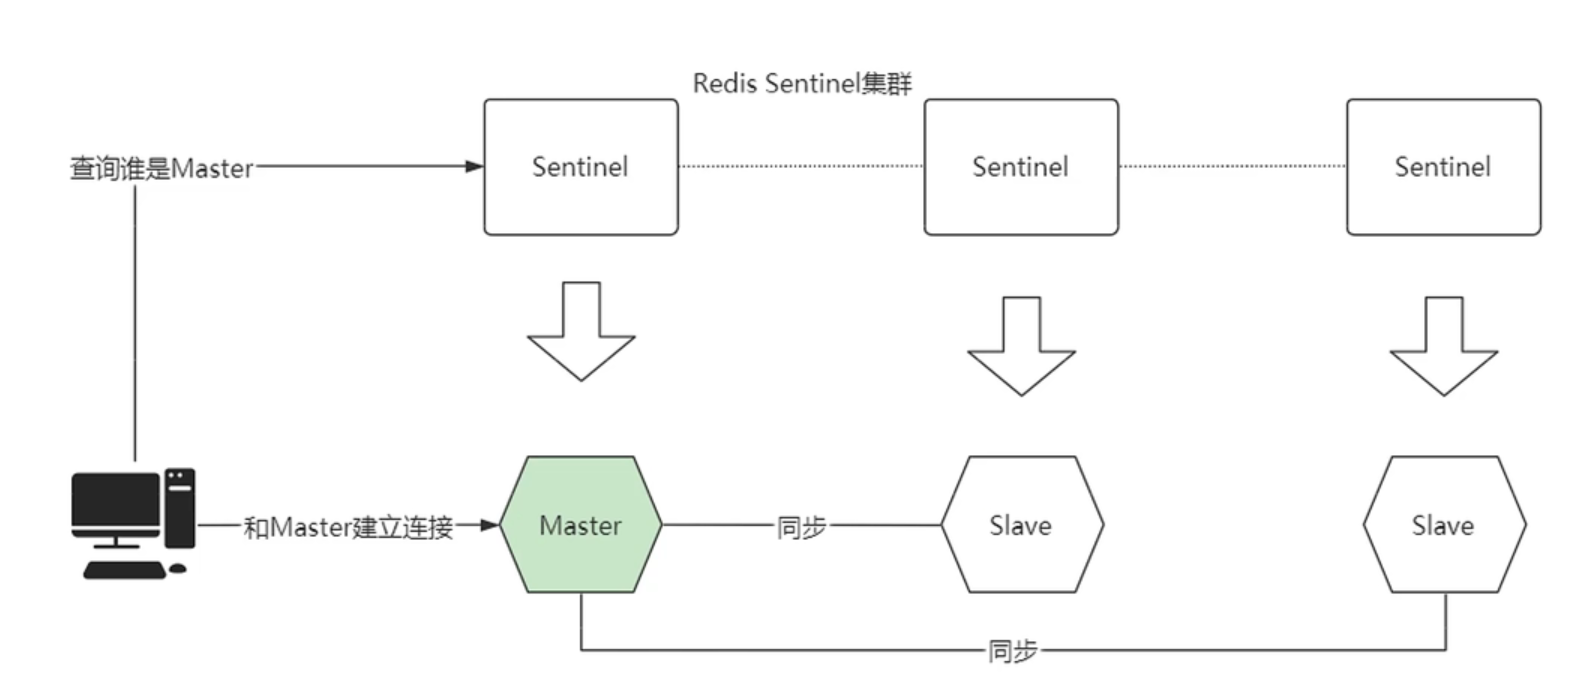 Redis Sentinel集群
查询谁是Master
Sentinel
Sentinel
Sentinel
和Master建立连接
Master
同步
Slave
Slave
同步